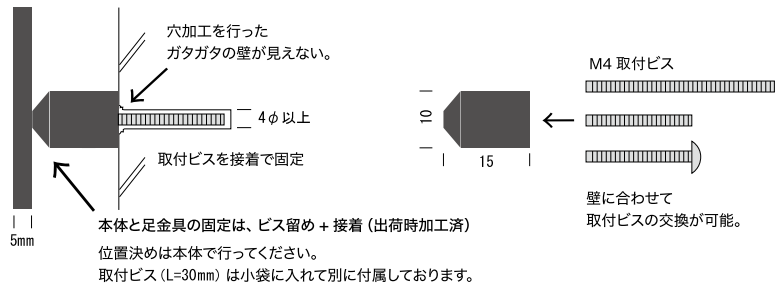 穴加工を行った
ガタガタの壁が見えない。
4φ以上
取付ビスを接着で固定
5mm
本体と足金具の固定は、ビス留め + 接着（出荷時加工済）
位置決めは本体で行ってください。
取付ビス（L=30mm）は小袋に入れて別に付属しております。
10
15
M4 取付ビス
壁に合わせて
取付ビスの交換が可能。